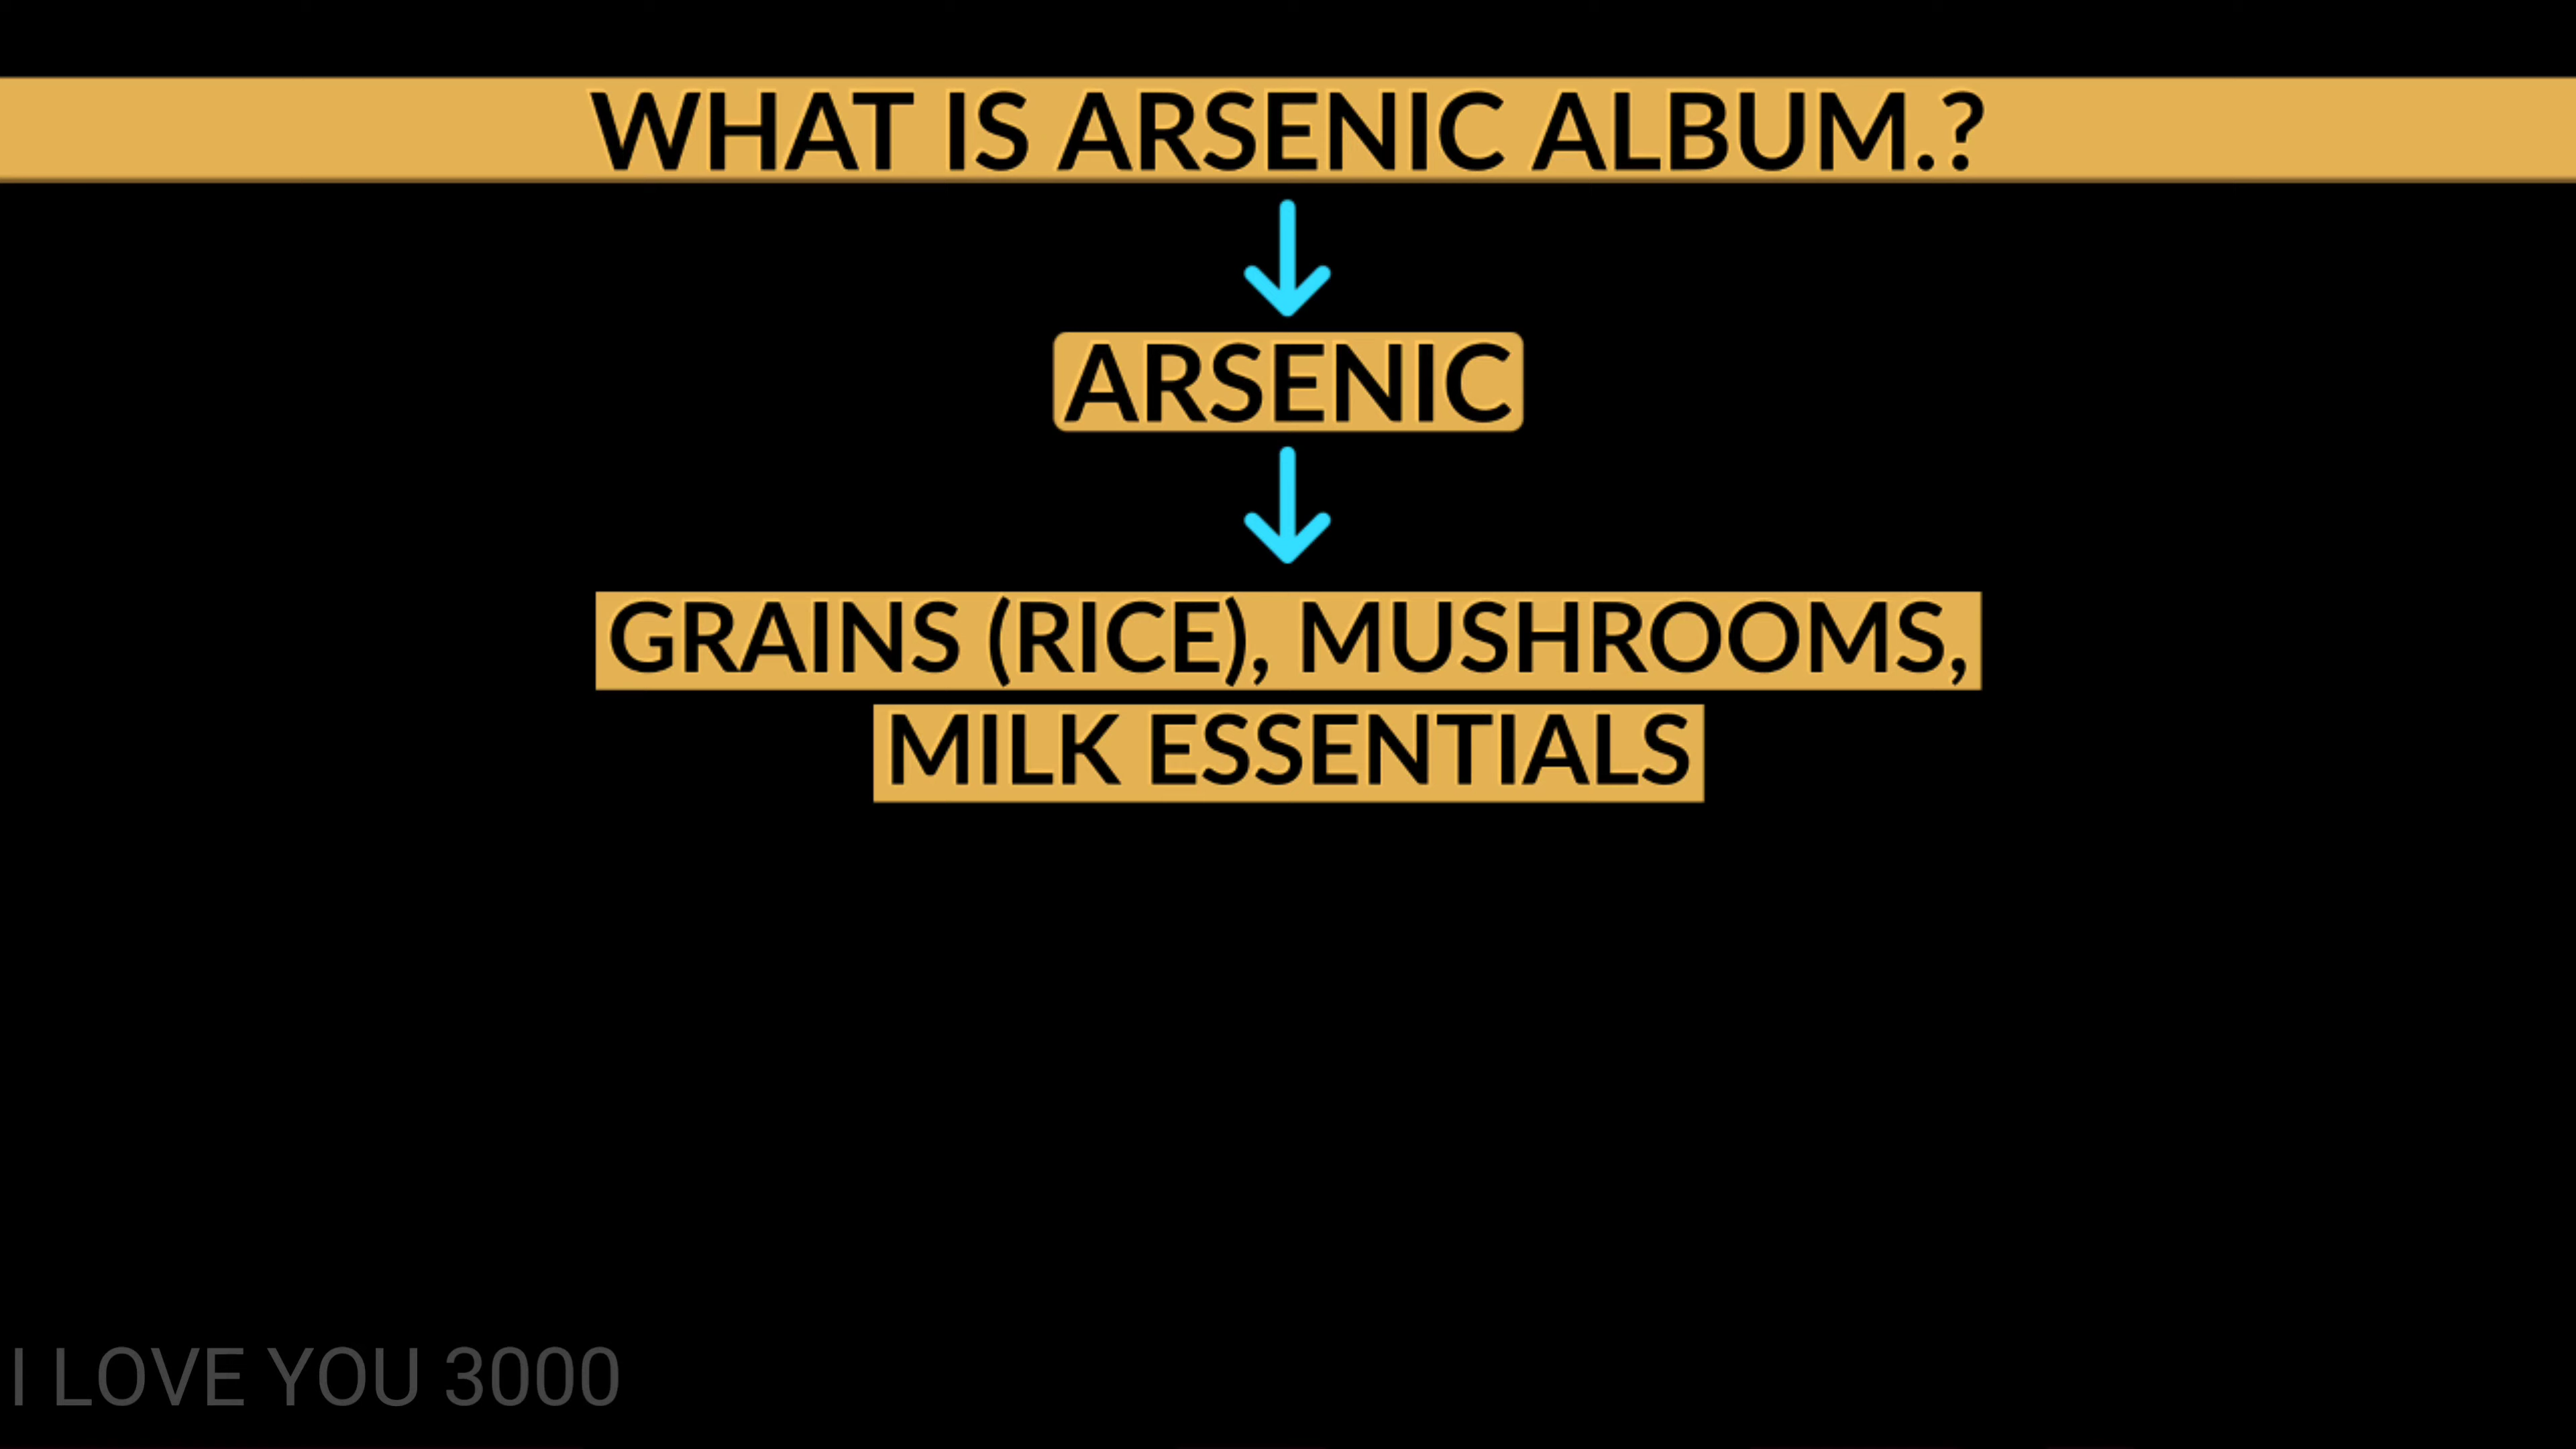 WHAT IS ARSENIC ALBUM.?
ARSENIC
GRAINS (RICE), MUSHROOMS,
MILK ESSENTIALS
I LOVE YOU 3000